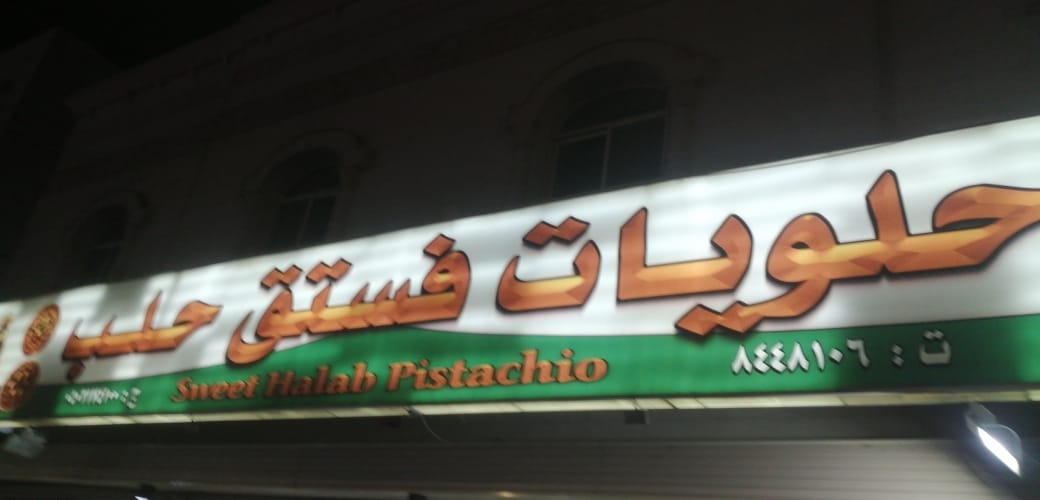 حلويات فستق حلب
Sweet Halab Pistachio
ت : ٨٤٤٨١٠٦